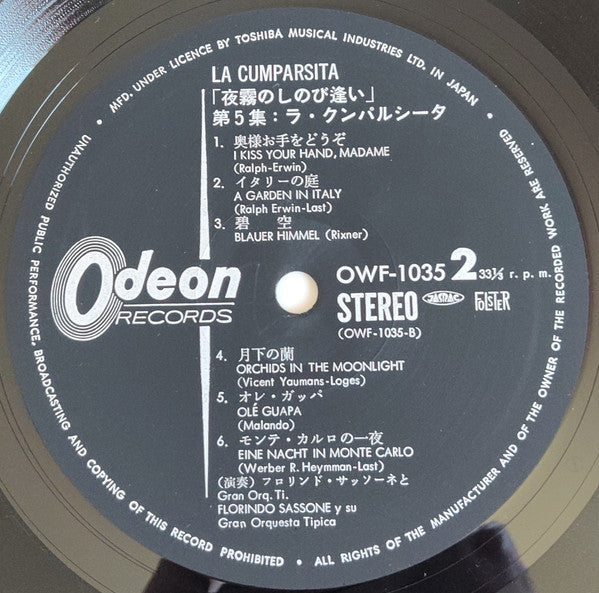 MFD. UNDER LICENCE BY TOSHIBA MUSICAL INDUSTRIES LTD. IN JAPAN
LA CUMPARSITA
「夜霧のしのび逢い」
第5集:ラ・クンパルシータ
1. 奥様お手をどうぞ
I KISS YOUR HAND, MADAME
(Ralph-Erwin)
2. イタリーの庭
A GARDEN IN ITALY
(Ralph Erwin-Last)
3. 碧 空
BLAUER HIMMEL (Rixner)
Odeon
RECORDS
OWF-1035 2 33⅓ r. p. m.
STEREO JASRAC FOLSTER
(OWF-1035-B)
4. 月下の蘭
ORCHIDS IN THE MOONLIGHT
(Vicent Yaumans-Loges)
5. オレ・ガッパ
OLÉ GUAPA
(Malando)
6. モンテ・カルロの一夜
EINE NACHT IN MONTE CARLO
(Werber R. Heymman-Last)
(演奏) フロリンド・サッソーネと
Gran Orq. Ti.
FLORINDO SASSONE y su
Gran Orquesta Tipica
UNAUTHORIZED PUBLIC PERFORMANCE, BROADCASTING AND COPYING OF THIS RECORD PROHIBITED • ALL RIGHTS OF THE MANUFACTURER AND OF THE OWNER OF THE RECORDED WORK ARE RESERVED